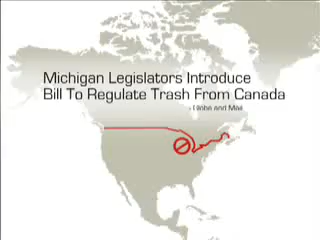 Michigan Legislators Introduce
Bill To Regulate Trash From Canada
- Globe and Mail